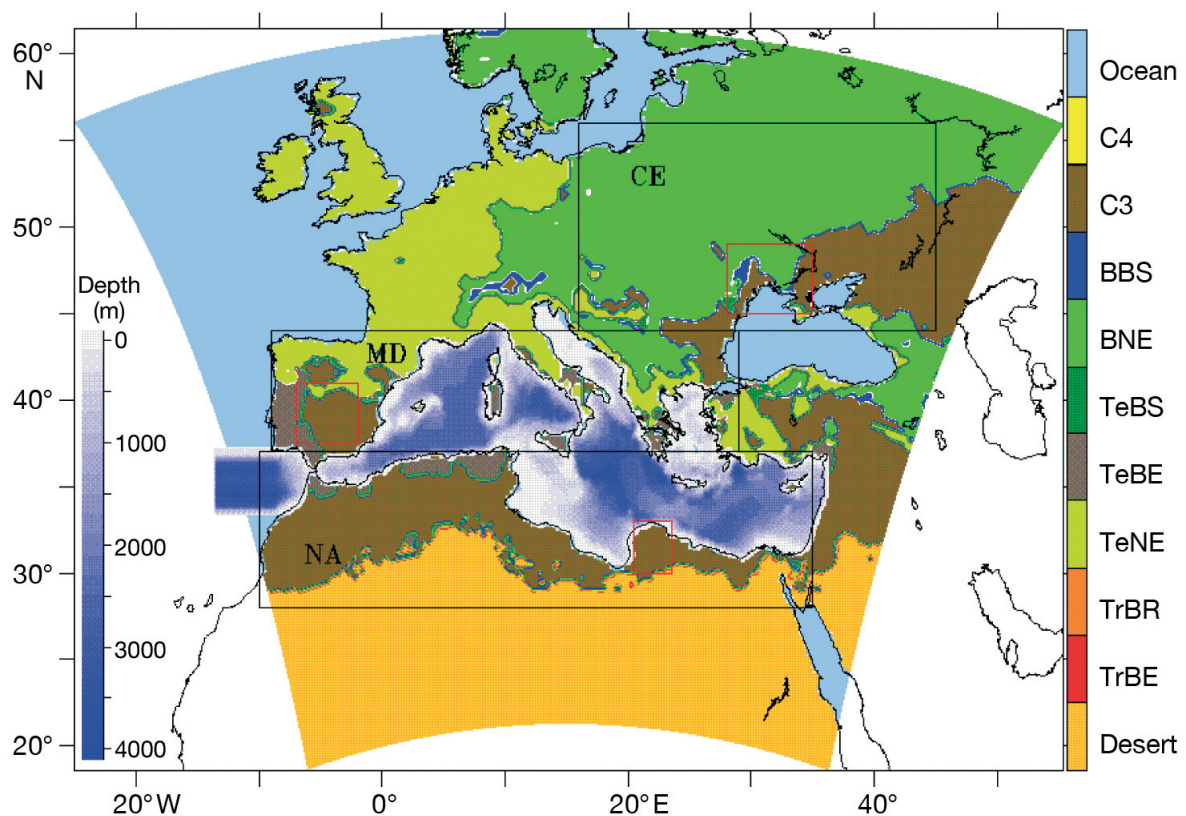 60°
N
50°
40°
30°
20°
Depth
(m)
0
1000
2000
3000
4000
CE
MD
NA
20°W
0°
20°E
40°
Ocean
C4
C3
BBS
BNE
TeBS
TeBE
TeNE
TrBR
TrBE
Desert